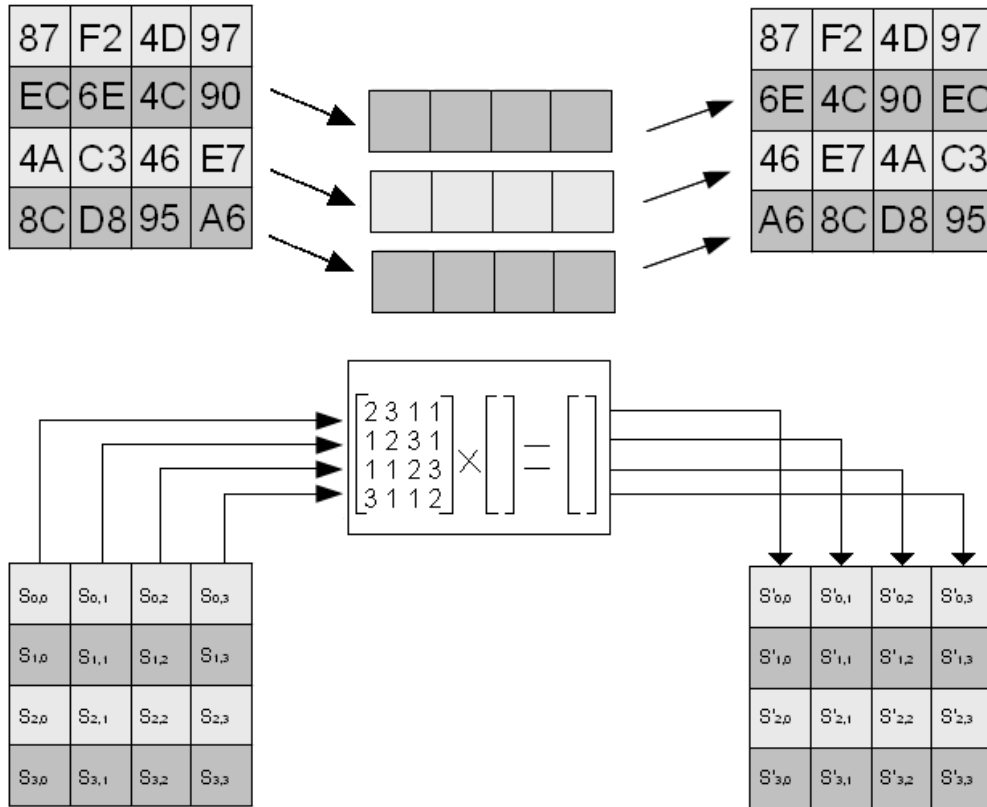 87 F2 4D 97
EC 6E 4C 90
4A C3 46 E7
8C D8 95 A6
87 F2 4D 97
6E 4C 90 EC
46 E7 4A C3
A6 8C D8 95
2 3 1 1
1 2 3 1
1 1 2 3
3 1 1 2
× =
S0,0 S0,1 S0,2 S0,3
S1,0 S1,1 S1,2 S1,3
S2,0 S2,1 S2,2 S2,3
S3,0 S3,1 S3,2 S3,3
S'0,0 S'0,1 S'0,2 S'0,3
S'1,0 S'1,1 S'1,2 S'1,3
S'2,0 S'2,1 S'2,2 S'2,3
S'3,0 S'3,1 S'3,2 S'3,3